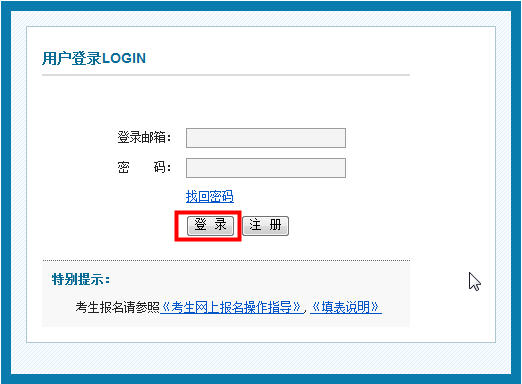 用户登录LOGIN
登录邮箱：
密　　码：
找回密码
登 录 注 册
特别提示：
考生报名请参照《考生网上报名操作指导》，《填表说明》